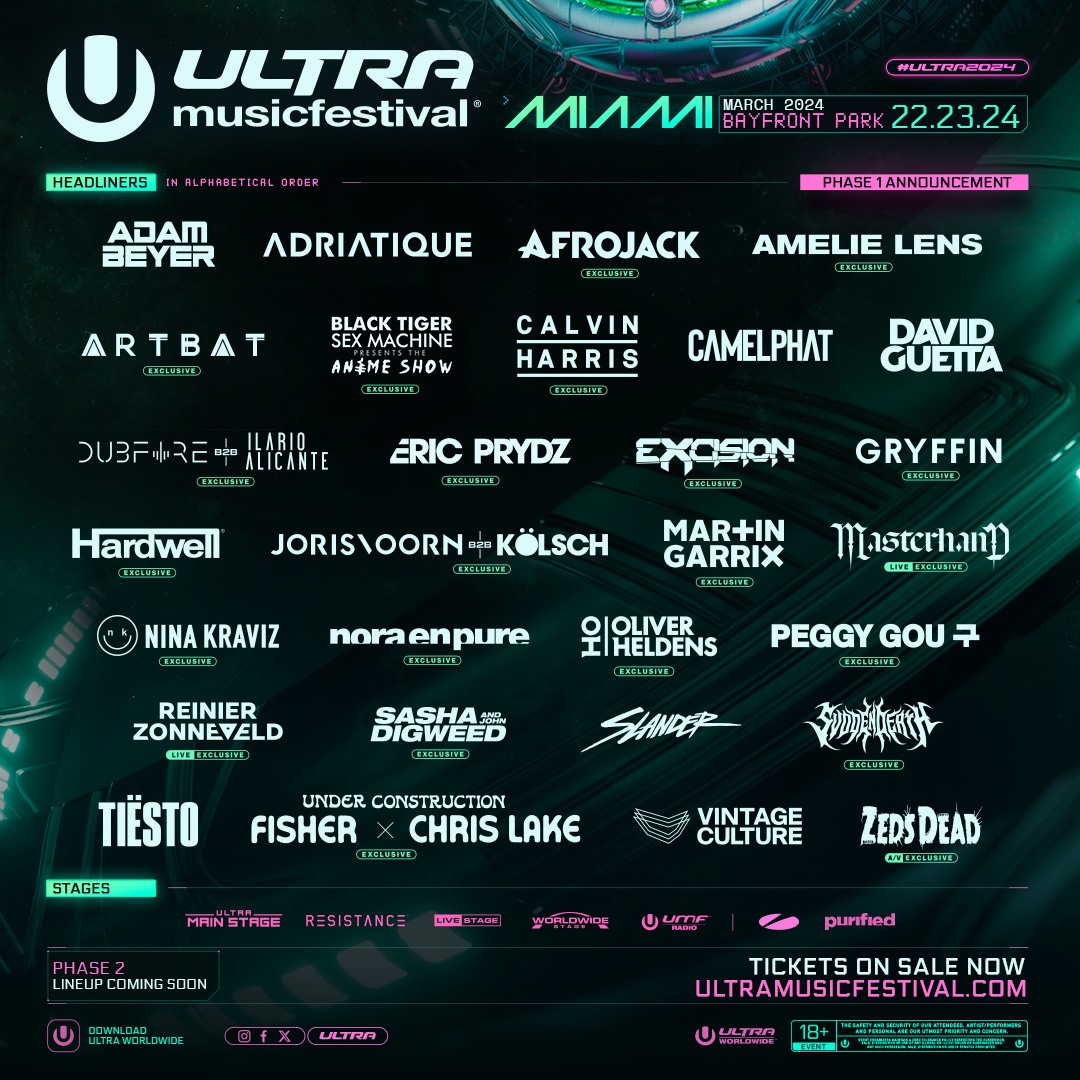 ULTRA
musicfestival®
#ULTRA2024
MIAMI
MARCH 2024
BAYFRONT PARK
22.23.24
HEADLINERS
IN ALPHABETICAL ORDER
PHASE 1 ANNOUNCEMENT
ADAM
BEYER
ADRIATIQUE
AFROJACK
EXCLUSIVE
AMELIE LENS
EXCLUSIVE
ARTBAT
EXCLUSIVE
BLACK TIGER
SEX MACHINE
PRESENTS THE
ANIME SHOW
EXCLUSIVE
CALVIN
HARRIS
EXCLUSIVE
CAMELPHAT
DAVID
GUETTA
DUBFIRE B2B ILARIO
ALICANTE
EXCLUSIVE
ERIC PRYDZ
EXCLUSIVE
EXCISION
EXCLUSIVE
GRYFFIN
EXCLUSIVE
Hardwell®
EXCLUSIVE
JORIS VOORN B2B KÖLSCH
EXCLUSIVE
MARTIN
GARRIX
EXCLUSIVE
MasterhanD
LIVE EXCLUSIVE
n k
NINA KRAVIZ
EXCLUSIVE
nora en pure
EXCLUSIVE
OH
OLIVER
HELDENS
EXCLUSIVE
PEGGY GOU 구
EXCLUSIVE
REINIER
ZONNEVELD
LIVE EXCLUSIVE
SASHA AND JOHN
DIGWEED
EXCLUSIVE
SLANDER
SVDDEN DEATH
EXCLUSIVE
TIËSTO
UNDER CONSTRUCTION
FISHER X CHRIS LAKE
EXCLUSIVE
VINTAGE
CULTURE
ZEDS DEAD
A/V EXCLUSIVE
STAGES
ULTRA
MAIN STAGE
RESISTANCE
LIVE STAGE
WORLDWIDE
STAGE
UMF
RADIO
purified
PHASE 2
LINEUP COMING SOON
TICKETS ON SALE NOW
ULTRAMUSICFESTIVAL.COM
DOWNLOAD
ULTRA WORLDWIDE
ULTRA
ULTRA
WORLDWIDE
18+
EVENT
THE SAFETY AND SECURITY OF OUR ATTENDEES, ARTIST/PERFORMERS
AND PERSONAL ARE OUR UTMOST PRIORITY AND CONCERN.